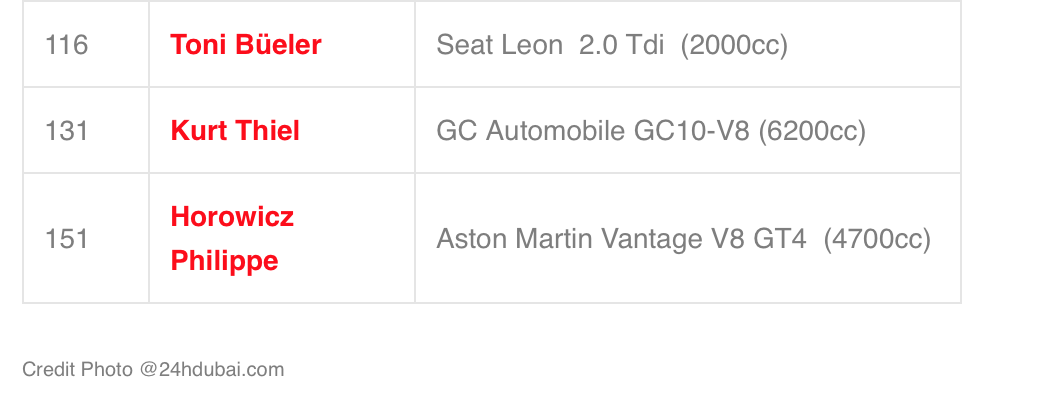 116 Toni Büeler Seat Leon  2.0 Tdi  (2000cc)
131 Kurt Thiel GC Automobile GC10-V8 (6200cc)
Horowicz
151 Aston Martin Vantage V8 GT4  (4700cc)
Philippe
Credit Photo @24hdubai.com